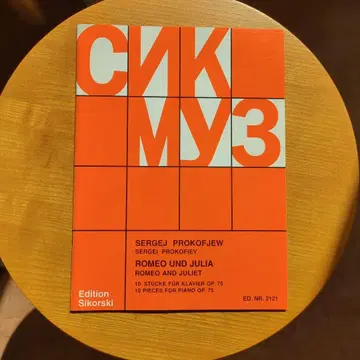 СИК
МУЗ
SERGEJ PROKOFJEW
SERGEI PROKOFIEV
ROMEO UND JULIA
ROMEO AND JULIET
10 STÜCKE FÜR KLAVIER OP. 75
10 PIECES FOR PIANO OP. 75
Edition
Sikorski
ED. NR. 2121